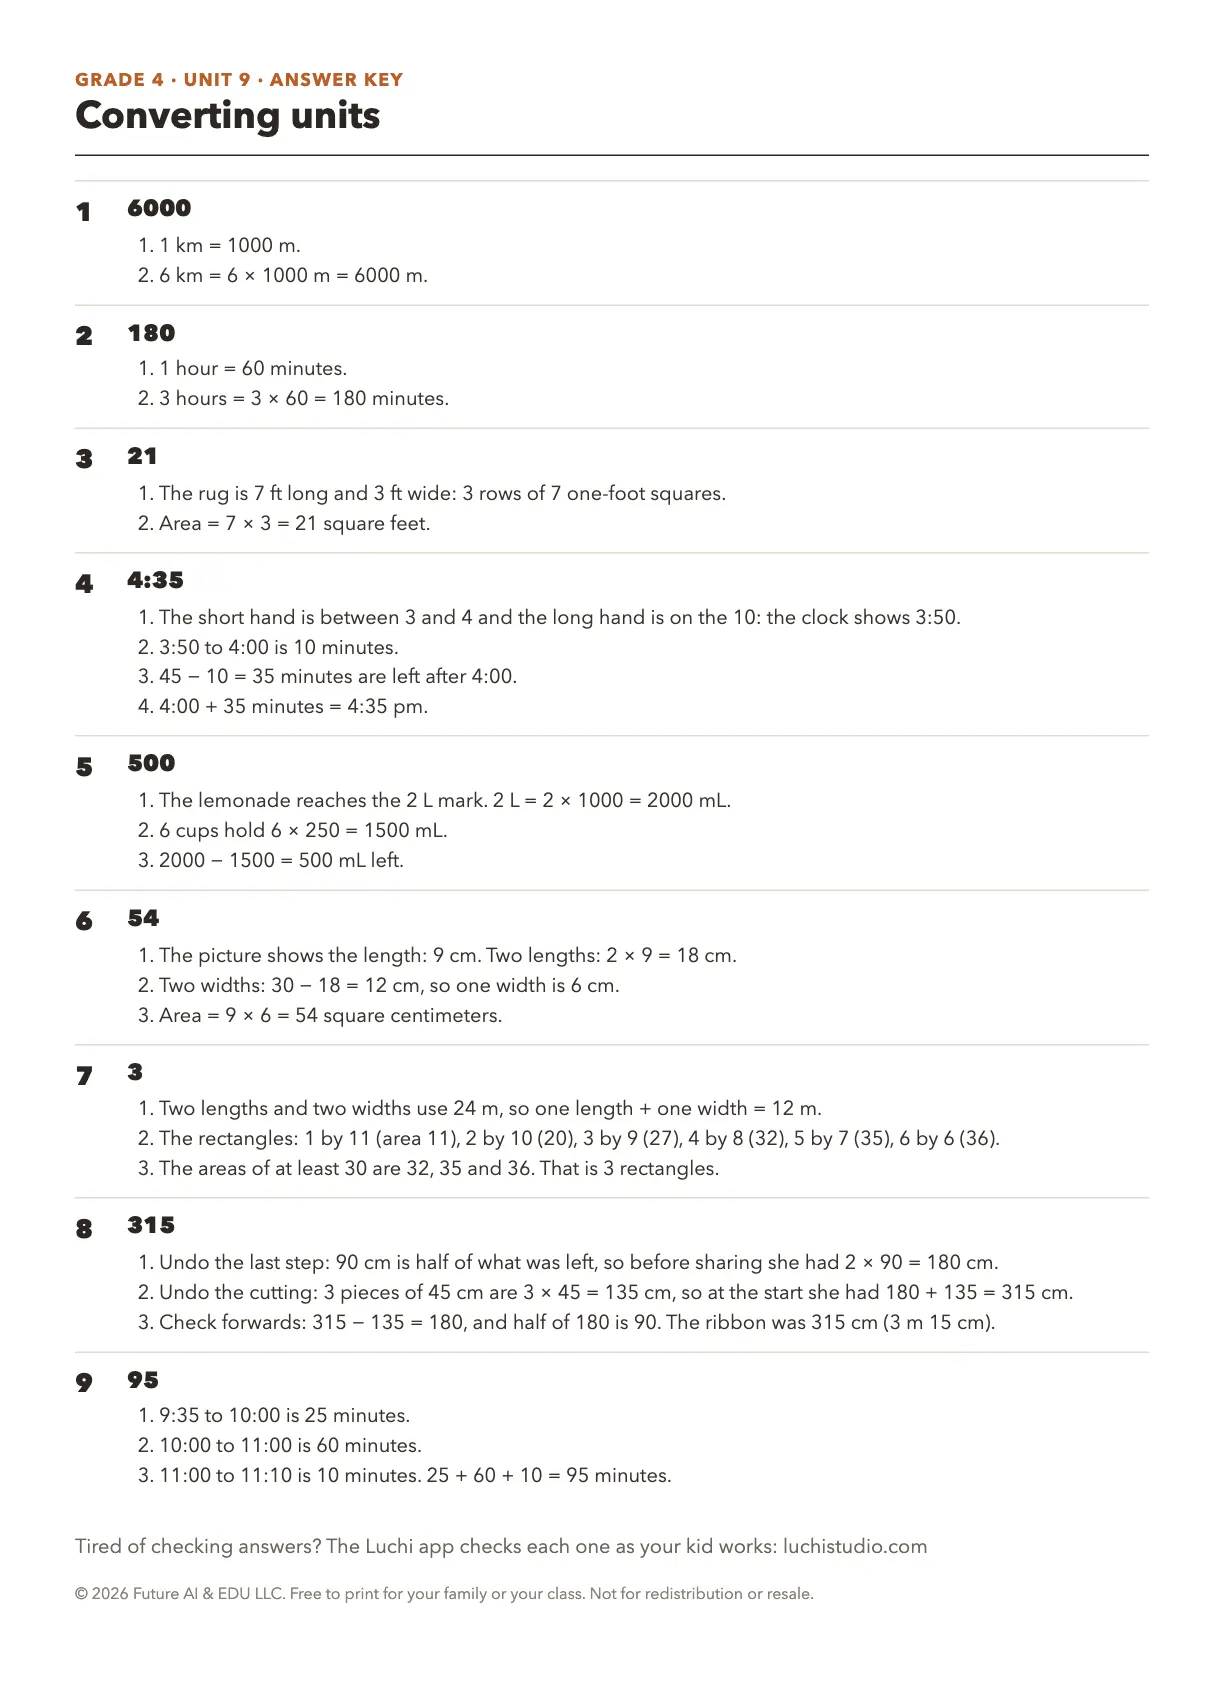 GRADE 4 · UNIT 9 · ANSWER KEY
Converting units
1 6000
1. 1 km = 1000 m.
2. 6 km = 6 × 1000 m = 6000 m.
2 180
1. 1 hour = 60 minutes.
2. 3 hours = 3 × 60 = 180 minutes.
3 21
1. The rug is 7 ft long and 3 ft wide: 3 rows of 7 one-foot squares.
2. Area = 7 × 3 = 21 square feet.
4 4:35
1. The short hand is between 3 and 4 and the long hand is on the 10: the clock shows 3:50.
2. 3:50 to 4:00 is 10 minutes.
3. 45 − 10 = 35 minutes are left after 4:00.
4. 4:00 + 35 minutes = 4:35 pm.
5 500
1. The lemonade reaches the 2 L mark. 2 L = 2 × 1000 = 2000 mL.
2. 6 cups hold 6 × 250 = 1500 mL.
3. 2000 − 1500 = 500 mL left.
6 54
1. The picture shows the length: 9 cm. Two lengths: 2 × 9 = 18 cm.
2. Two widths: 30 − 18 = 12 cm, so one width is 6 cm.
3. Area = 9 × 6 = 54 square centimeters.
7 3
1. Two lengths and two widths use 24 m, so one length + one width = 12 m.
2. The rectangles: 1 by 11 (area 11), 2 by 10 (20), 3 by 9 (27), 4 by 8 (32), 5 by 7 (35), 6 by 6 (36).
3. The areas of at least 30 are 32, 35 and 36. That is 3 rectangles.
8 315
1. Undo the last step: 90 cm is half of what was left, so before sharing she had 2 × 90 = 180 cm.
2. Undo the cutting: 3 pieces of 45 cm are 3 × 45 = 135 cm, so at the start she had 180 + 135 = 315 cm.
3. Check forwards: 315 − 135 = 180, and half of 180 is 90. The ribbon was 315 cm (3 m 15 cm).
9 95
1. 9:35 to 10:00 is 25 minutes.
2. 10:00 to 11:00 is 60 minutes.
3. 11:00 to 11:10 is 10 minutes. 25 + 60 + 10 = 95 minutes.
Tired of checking answers? The Luchi app checks each one as your kid works: luchistudio.com
© 2026 Future AI & EDU LLC. Free to print for your family or your class. Not for redistribution or resale.